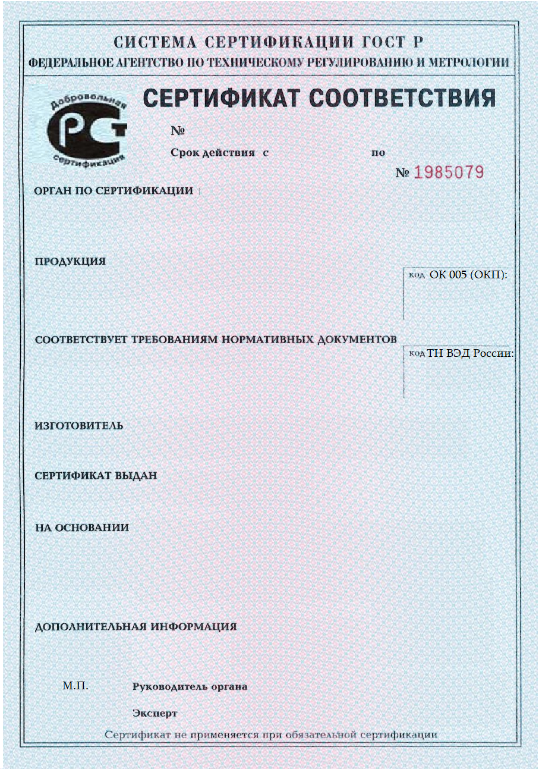 СИСТЕМА СЕРТИФИКАЦИИ ГОСТ Р
ФЕДЕРАЛЬНОЕ АГЕНТСТВО ПО ТЕХНИЧЕСКОМУ РЕГУЛИРОВАНИЮ И МЕТРОЛОГИИ
Добровольная
РСТ
сертификация
СЕРТИФИКАТ СООТВЕТСТВИЯ
№
Срок действия с по
№ 1985079
ОРГАН ПО СЕРТИФИКАЦИИ
ПРОДУКЦИЯ
код ОК 005 (ОКП):
СООТВЕТСТВУЕТ ТРЕБОВАНИЯМ НОРМАТИВНЫХ ДОКУМЕНТОВ
код ТН ВЭД России:
ИЗГОТОВИТЕЛЬ
СЕРТИФИКАТ ВЫДАН
НА ОСНОВАНИИ
ДОПОЛНИТЕЛЬНАЯ ИНФОРМАЦИЯ
М.П. Руководитель органа
Эксперт
Сертификат не применяется при обязательной сертификации